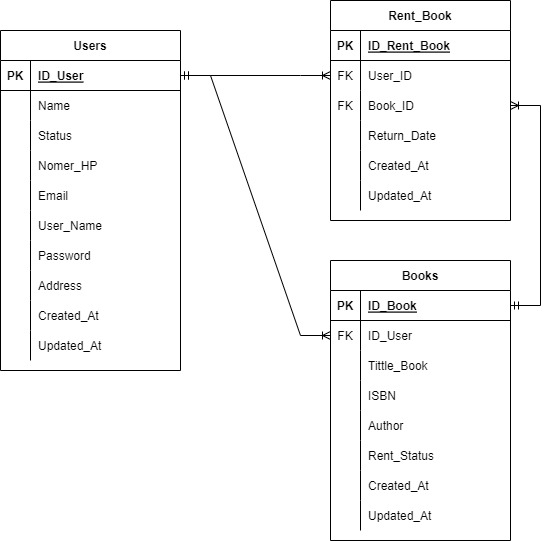 Users
PK ID_User
Name
Status
Nomer_HP
Email
User_Name
Password
Address
Created_At
Updated_At
Rent_Book
PK ID_Rent_Book
FK User_ID
FK Book_ID
Return_Date
Created_At
Updated_At
Books
PK ID_Book
FK ID_User
Tittle_Book
ISBN
Author
Rent_Status
Created_At
Updated_At